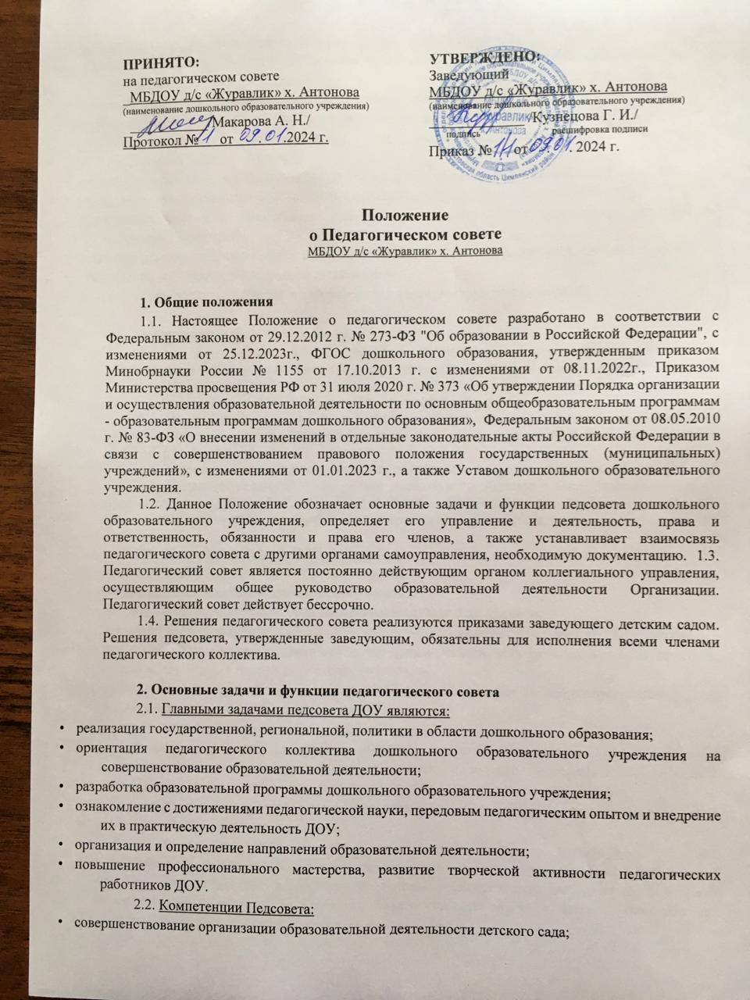 ПРИНЯТО:
на педагогическом совете
МБДОУ д/с «Журавлик» х. Антонова
(наименование дошкольного образовательного учреждения)
/Макарова А. Н./
Протокол № 1 от 09.01.2024 г.
УТВЕРЖДЕНО:
Заведующий
МБДОУ д/с «Журавлик» х. Антонова
(наименование дошкольного образовательного учреждения)
/Кузнецова Г. И./
подпись расшифровка подписи
Приказ № от 09.01. 2024 г.
Положение
о Педагогическом совете
МБДОУ д/с «Журавлик» х. Антонова
1. Общие положения
1.1. Настоящее Положение о педагогическом совете разработано в соответствии с
Федеральным законом от 29.12.2012 г. № 273-ФЗ "Об образовании в Российской Федерации", с
изменениями от 25.12.2023г., ФГОС дошкольного образования, утвержденным приказом
Минобрнауки России № 1155 от 17.10.2013 г. с изменениями от 08.11.2022г., Приказом
Министерства просвещения РФ от 31 июля 2020 г. № 373 «Об утверждении Порядка организации
и осуществления образовательной деятельности по основным общеобразовательным программам
- образовательным программам дошкольного образования», Федеральным законом от 08.05.2010
г. № 83-ФЗ «О внесении изменений в отдельные законодательные акты Российской Федерации в
связи с совершенствованием правового положения государственных (муниципальных)
учреждений», с изменениями от 01.01.2023 г., а также Уставом дошкольного образовательного
учреждения.
1.2. Данное Положение обозначает основные задачи и функции педсовета дошкольного
образовательного учреждения, определяет его управление и деятельность, права и
ответственность, обязанности и права его членов, а также устанавливает взаимосвязь
педагогического совета с другими органами самоуправления, необходимую документацию. 1.3.
Педагогический совет является постоянно действующим органом коллегиального управления,
осуществляющим общее руководство образовательной деятельности Организации.
Педагогический совет действует бессрочно.
1.4. Решения педагогического совета реализуются приказами заведующего детским садом.
Решения педсовета, утвержденные заведующим, обязательны для исполнения всеми членами
педагогического коллектива.
2. Основные задачи и функции педагогического совета
2.1. Главными задачами педсовета ДОУ являются:
• реализация государственной, региональной, политики в области дошкольного образования;
• ориентация педагогического коллектива дошкольного образовательного учреждения на
совершенствование образовательной деятельности;
• разработка образовательной программы дошкольного образовательного учреждения;
• ознакомление с достижениями педагогической науки, передовым педагогическим опытом и внедрение
их в практическую деятельность ДОУ;
• организация и определение направлений образовательной деятельности;
• повышение профессионального мастерства, развитие творческой активности педагогических
работников ДОУ.
2.2. Компетенции Педсовета:
• совершенствование организации образовательной деятельности детского сада;